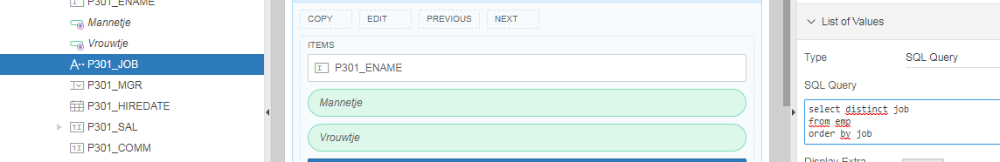 P301_ENAME
Mannetje
Vrouwtje
P301_JOB
P301_MGR
P301_HIREDATE
P301_SAL
P301_COMM
COPY EDIT PREVIOUS NEXT
ITEMS
P301_ENAME
Mannetje
Vrouwtje
List of Values
Type SQL Query
SQL Query
select distinct job
from emp
order by job
Display Extra